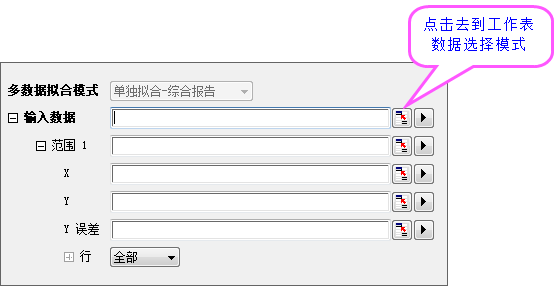 点击去到工作表
数据选择模式
多数据拟合模式 单独拟合-综合报告
输入数据
范围 1
X
Y
Y 误差
行 全部